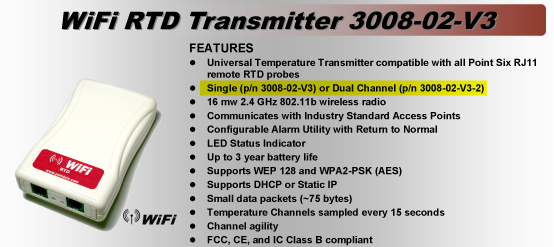 WiFi RTD Transmitter 3008-02-V3
FEATURES
● Universal Temperature Transmitter compatible with all Point Six RJ11
remote RTD probes
● Single (p/n 3008-02-V3) or Dual Channel (p/n 3008-02-V3-2)
● 16 mw 2.4 GHz 802.11b wireless radio
● Communicates with Industry Standard Access Points
● Configurable Alarm Utility with Return to Normal
● LED Status Indicator
● Up to 3 year battery life
● Supports WEP 128 and WPA2-PSK (AES)
● Supports DHCP or Static IP
● Small data packets (~75 bytes)
● Temperature Channels sampled every 15 seconds
● Channel agility
● FCC, CE, and IC Class B compliant
WiFi
RTD
WiFi